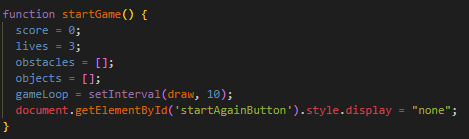 function startGame() {
  score = 0;
  lives = 3;
  obstacles = [];
  objects = [];
  gameLoop = setInterval(draw, 10);
  document.getElementById('startAgainButton').style.display = "none";
}